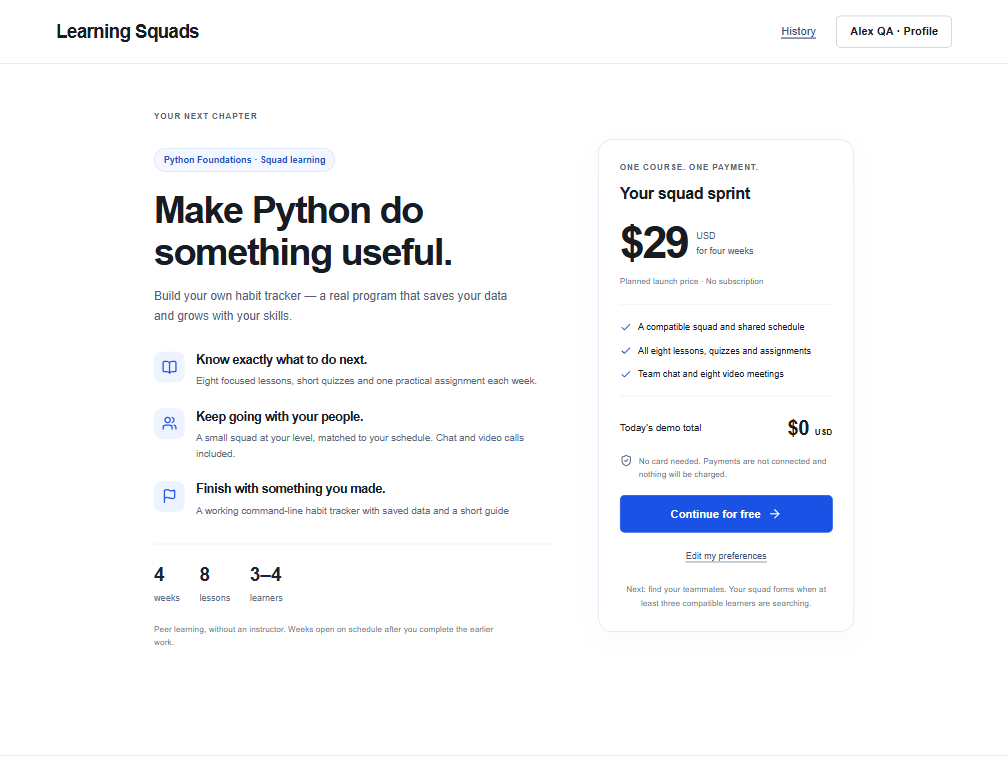 Learning Squads
History
Alex QA · Profile
YOUR NEXT CHAPTER
Python Foundations · Squad learning
Make Python do
something useful.
Build your own habit tracker — a real program that saves your data
and grows with your skills.
Know exactly what to do next.
Eight focused lessons, short quizzes and one practical assignment each week.
Keep going with your people.
A small squad at your level, matched to your schedule. Chat and video calls
included.
Finish with something you made.
A working command-line habit tracker with saved data and a short guide
4
weeks
8
lessons
3–4
learners
Peer learning, without an instructor. Weeks open on schedule after you complete the earlier
work.
ONE COURSE. ONE PAYMENT.
Your squad sprint
$29
USD
for four weeks
Planned launch price · No subscription
A compatible squad and shared schedule
All eight lessons, quizzes and assignments
Team chat and eight video meetings
Today's demo total
$0 USD
No card needed. Payments are not connected and
nothing will be charged.
Continue for free →
Edit my preferences
Next: find your teammates. Your squad forms when at
least three compatible learners are searching.